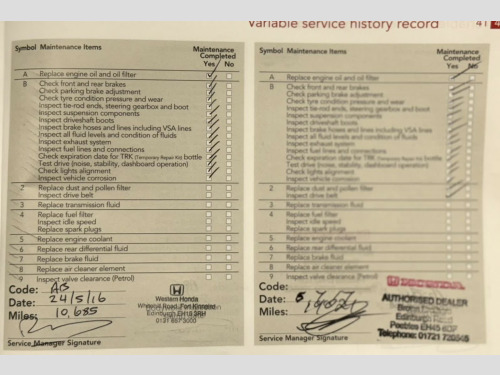 Variable service history record 41
Symbol Maintenance Items Maintenance Completed Yes No
A Replace engine oil and oil filter
B Check front and rear brakes
Check parking brake adjustment
Check tyre condition pressure and wear
Inspect tie-rod ends, steering gearbox and boot
Inspect suspension components
Inspect driveshaft boots
Inspect brake hoses and lines including VSA lines
Inspect all fluid levels and condition of fluids
Inspect exhaust system
Inspect fuel lines and connections
Check expiration date for TRK (Temporary Repair Kit) bottle
Test drive (noise, stability, dashboard operation)
Check lights alignment
Inspect vehicle corrosion
2 Replace dust and pollen filter
Inspect drive belt
3 Replace transmission fluid
4 Replace fuel filter
Inspect idle speed
Replace spark plugs
5 Replace engine coolant
6 Replace rear differential fluid
7 Replace brake fluid
8 Replace air cleaner element
9 Inspect valve clearance (Petrol)
Code: AB
Date: 24/5/16
Miles: 10,685
Western Honda
Edinburgh EH15 3RH
0131 657 3000
Service Manager Signature
Symbol Maintenance Items Maintenance Completed Yes No
A Replace engine oil and oil filter
B Check front and rear brakes
Check parking brake adjustment
Check tyre condition pressure and wear
Inspect tie-rod ends, steering gearbox and boot
Inspect suspension components
Inspect driveshaft boots
Inspect brake hoses and lines including VSA lines
Inspect all fluid levels and condition of fluids
Inspect exhaust system
Inspect fuel lines and connections
Check expiration date for TRK (Temporary Repair Kit) bottle
Test drive (noise, stability, dashboard operation)
Check lights alignment
Inspect vehicle corrosion
2 Replace dust and pollen filter
Inspect drive belt
3 Replace transmission fluid
4 Replace fuel filter
Inspect idle speed
Replace spark plugs
5 Replace engine coolant
6 Replace rear differential fluid
7 Replace brake fluid
8 Replace air cleaner element
9 Inspect valve clearance (Petrol)
Code:
Date:
Miles:
HONDA
AUTHORISED DEALER
Edinburgh Road
Peebles EH45
Telephone: 01721
Service Manager Signature